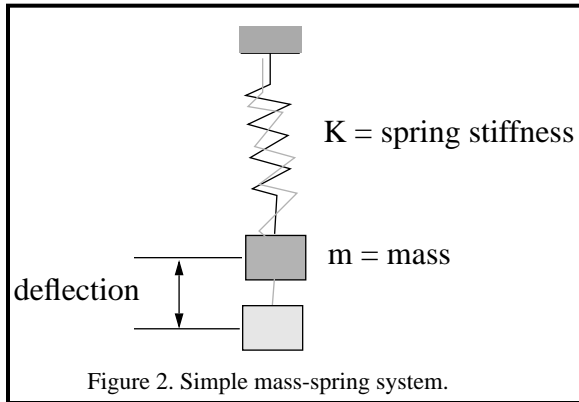 K = spring stiffness
m = mass
deflection
Figure 2. Simple mass-spring system.